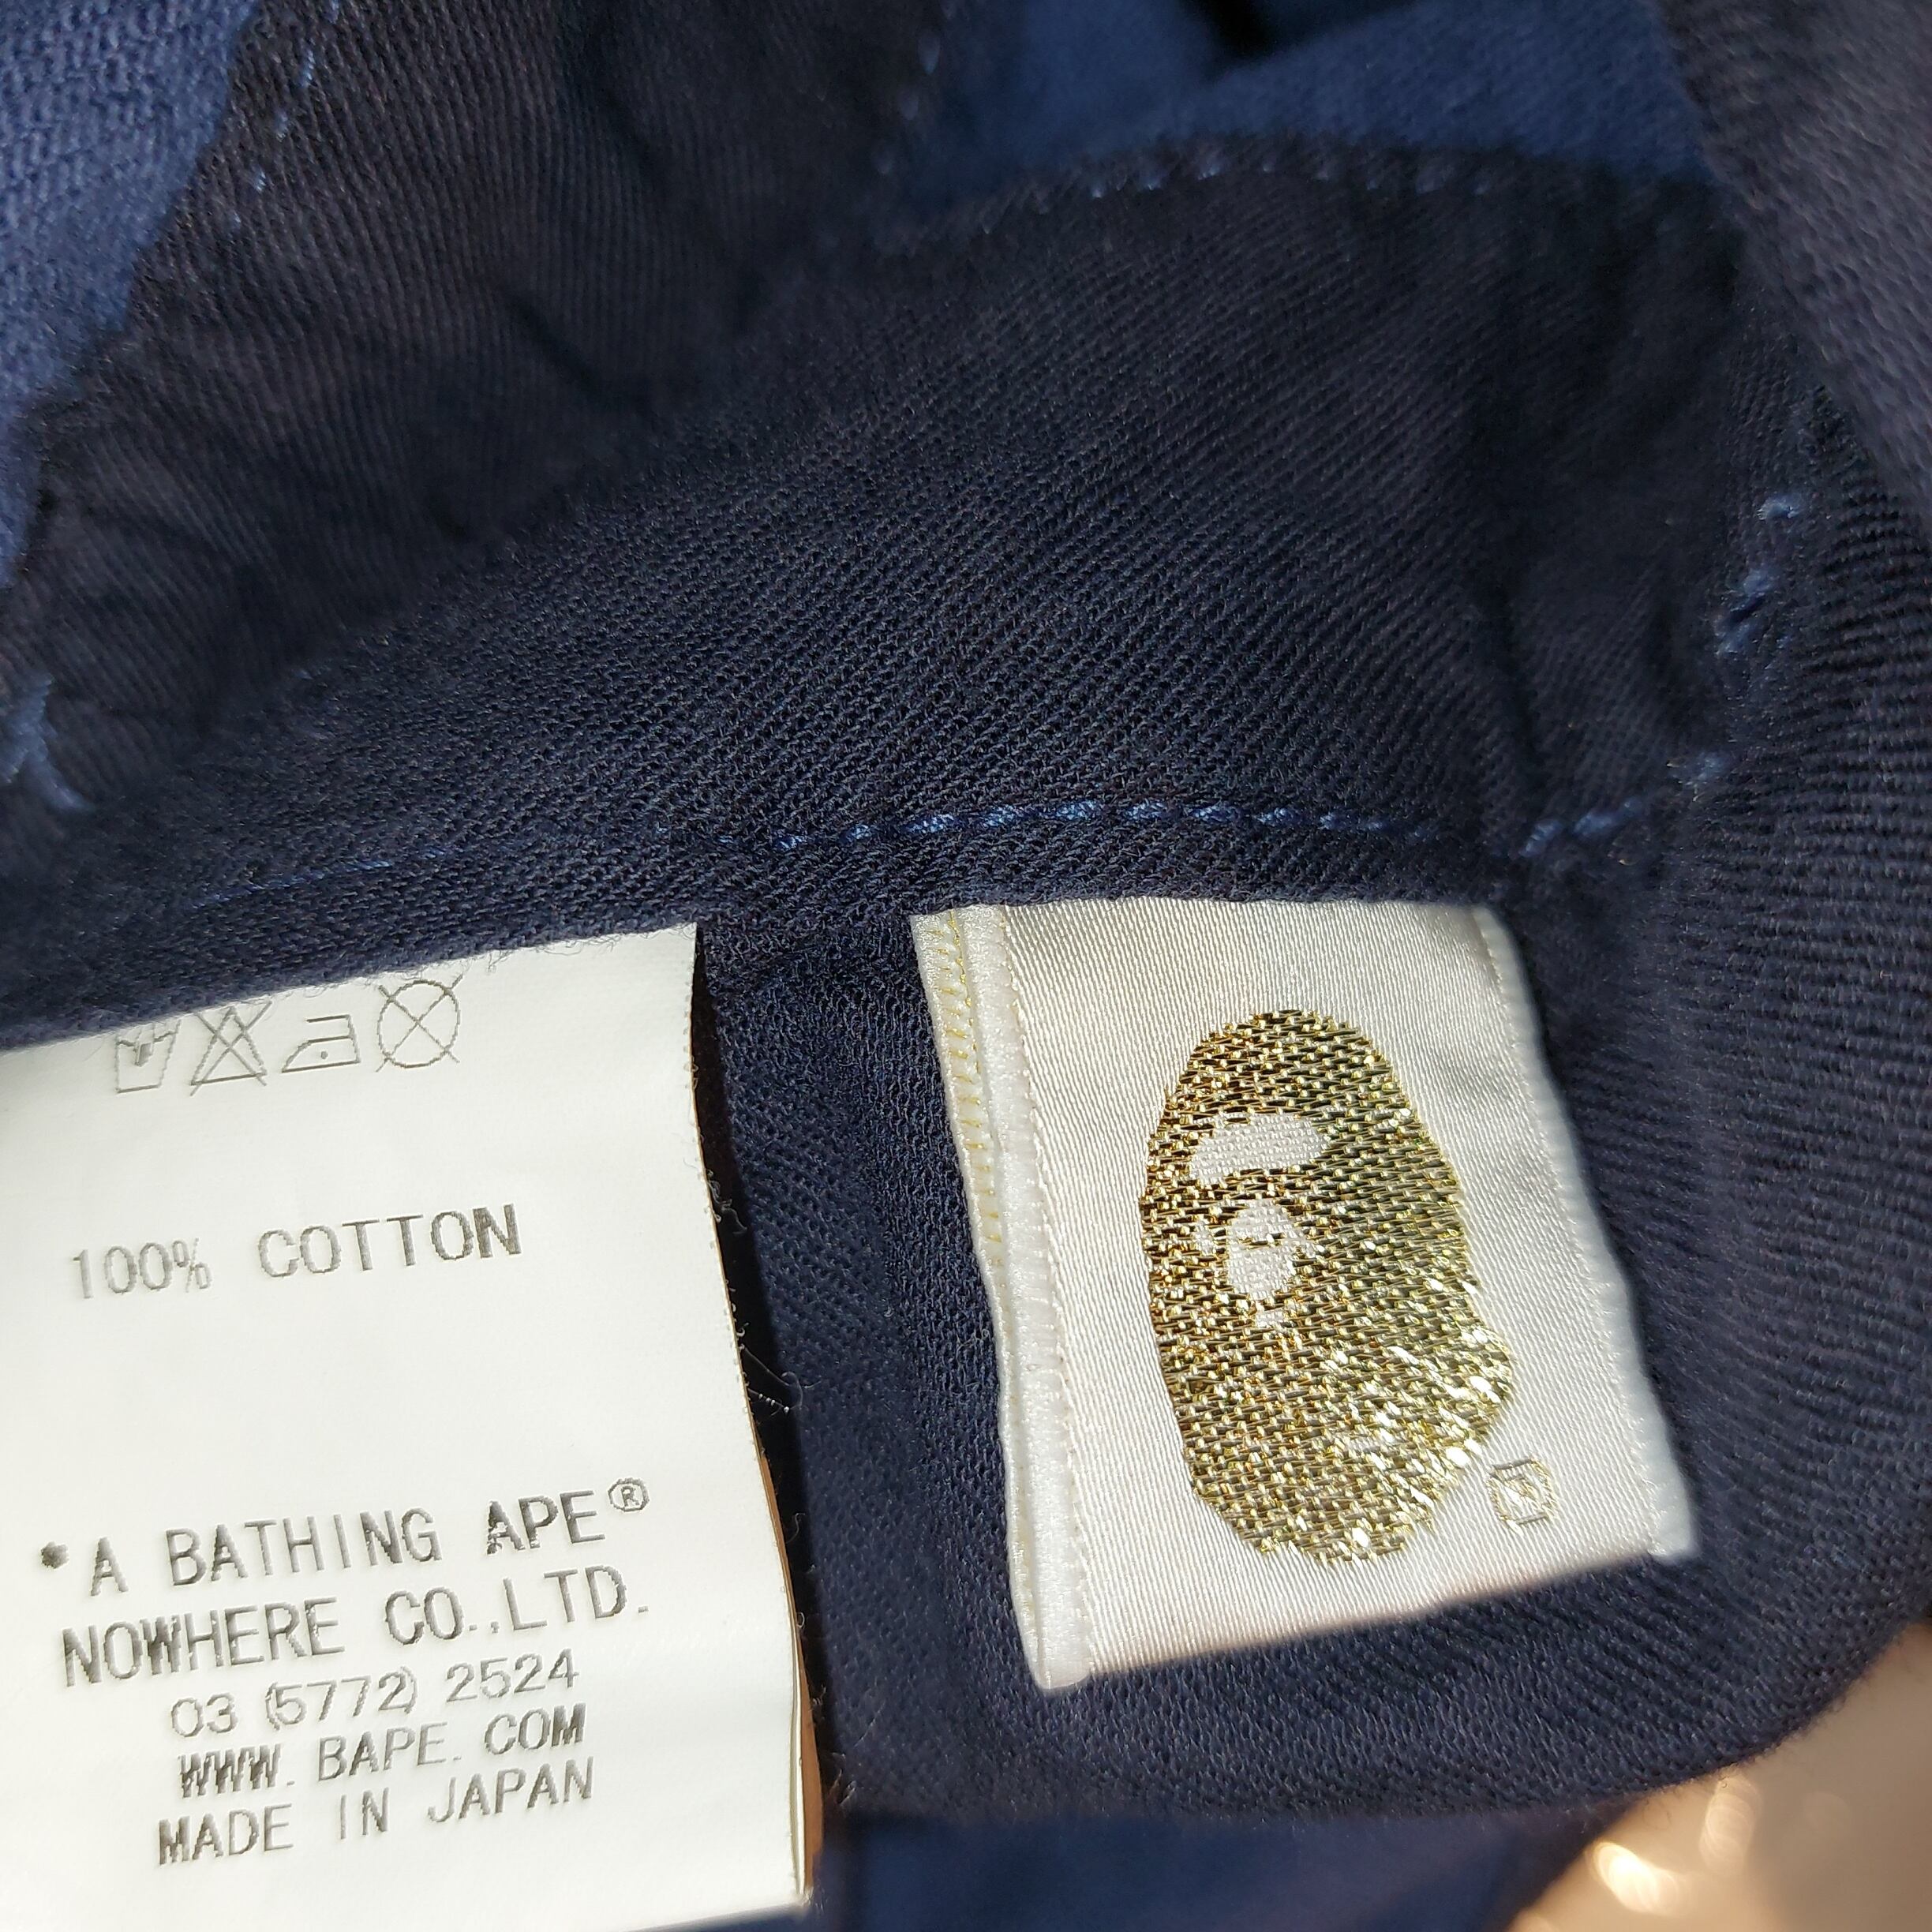 100% COTTON
*A BATHING APE®
NOWHERE CO.,LTD.
03 (5772) 2524
WWW. BAPE. COM
MADE IN JAPAN